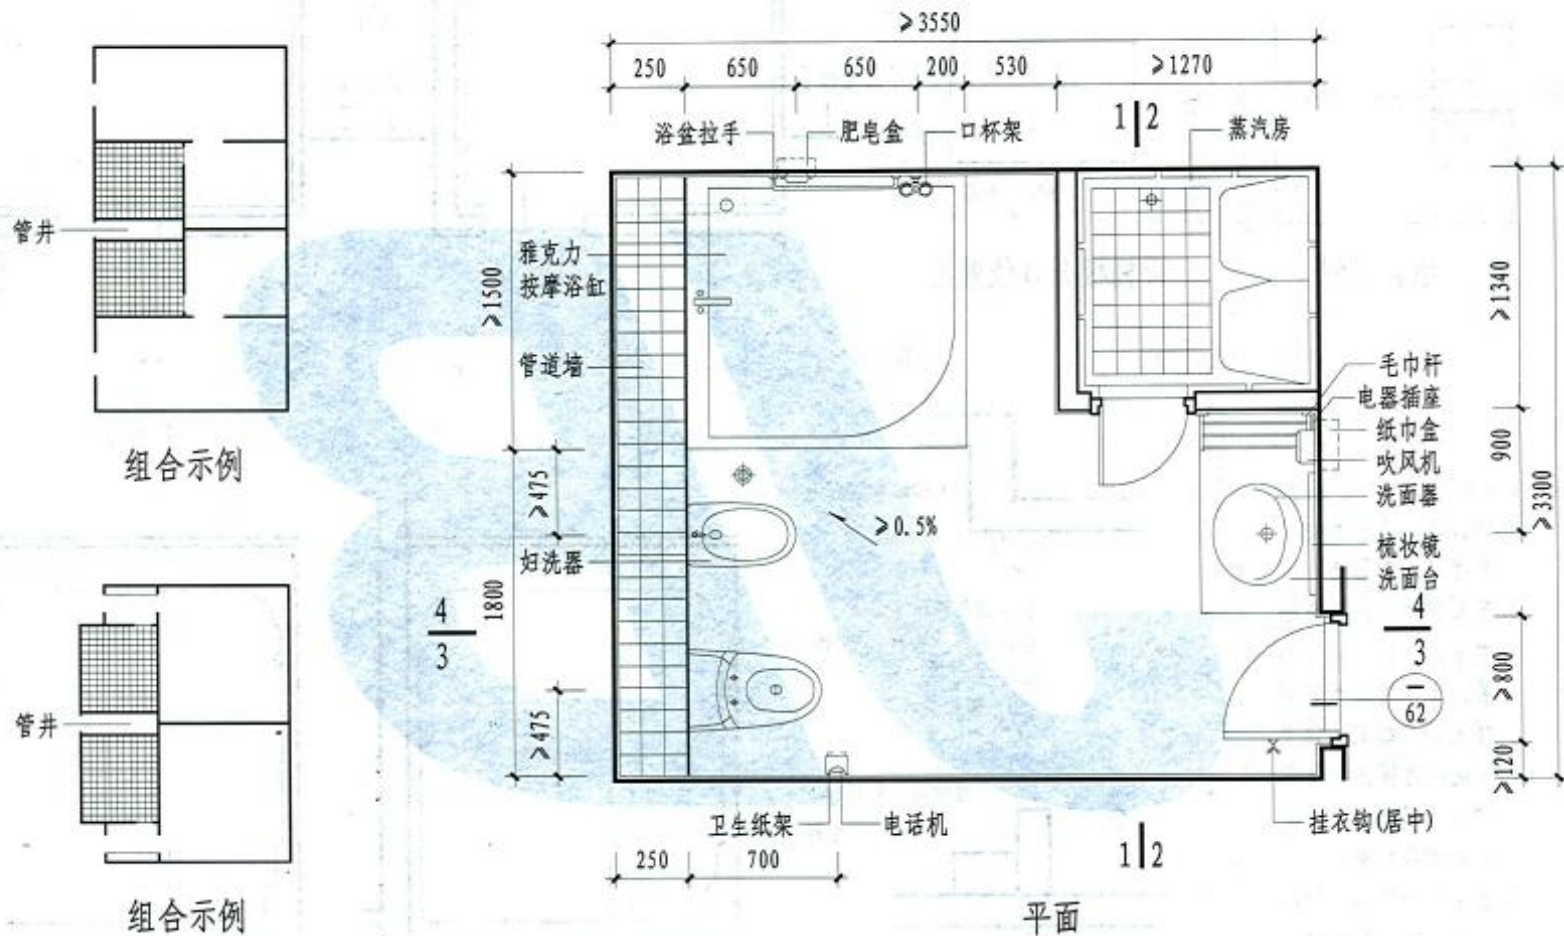 ≥3550
250
650
650
200
530
≥1270
浴盆拉手
肥皂盒
口杯架
1
2
蒸汽房
管井
组合示例
雅克力
按摩浴缸
≥1500
管道墙
≥475
≥0.5%
妇洗器
1800
4
3
≥475
≥1340
900
≥3300
毛巾杆
电器插座
纸巾盒
吹风机
洗面器
梳妆镜
洗面台
4
3
≥800
—
62
≥120
管井
组合示例
卫生纸架
电话机
挂衣钩(居中)
1
2
250
700
平面